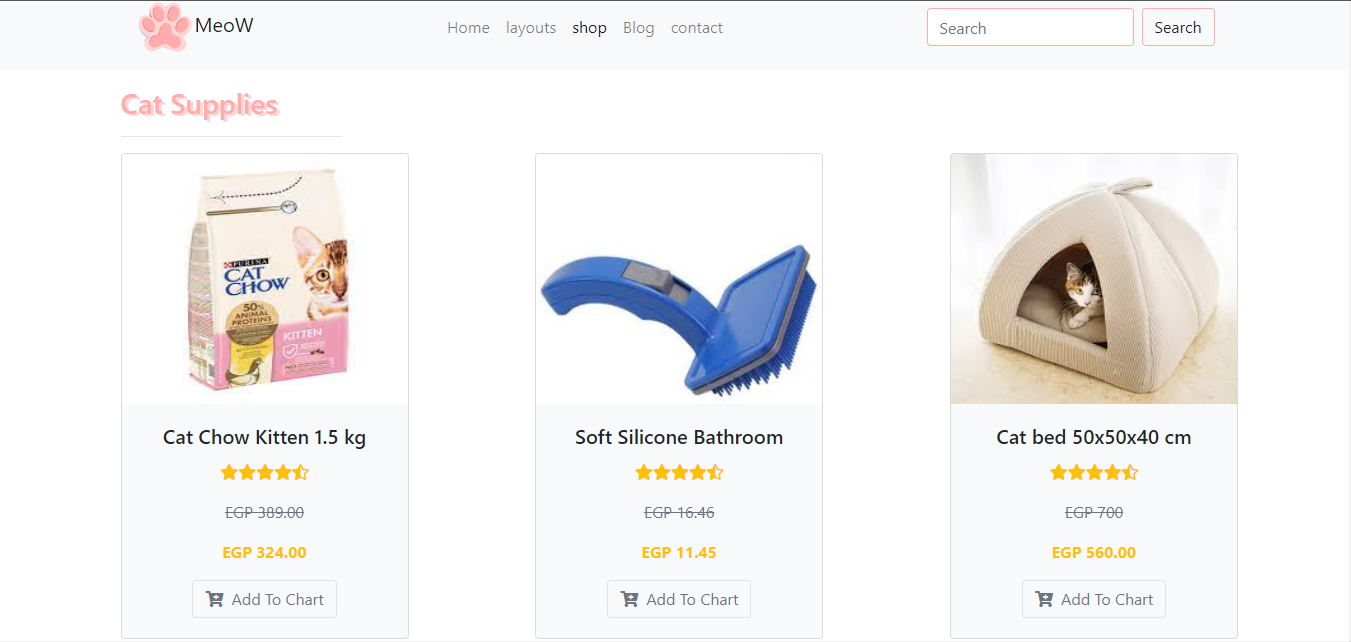 MeoW
Home layouts shop Blog contact
Search Search
Cat Supplies
PURINA
CAT
CHOW
50%
ANIMAL
PROTEINS
KITTEN
Cat Chow Kitten 1.5 kg
EGP 389.00
EGP 324.00
Add To Chart
Soft Silicone Bathroom
EGP 16.46
EGP 11.45
Add To Chart
Cat bed 50x50x40 cm
EGP 700
EGP 560.00
Add To Chart